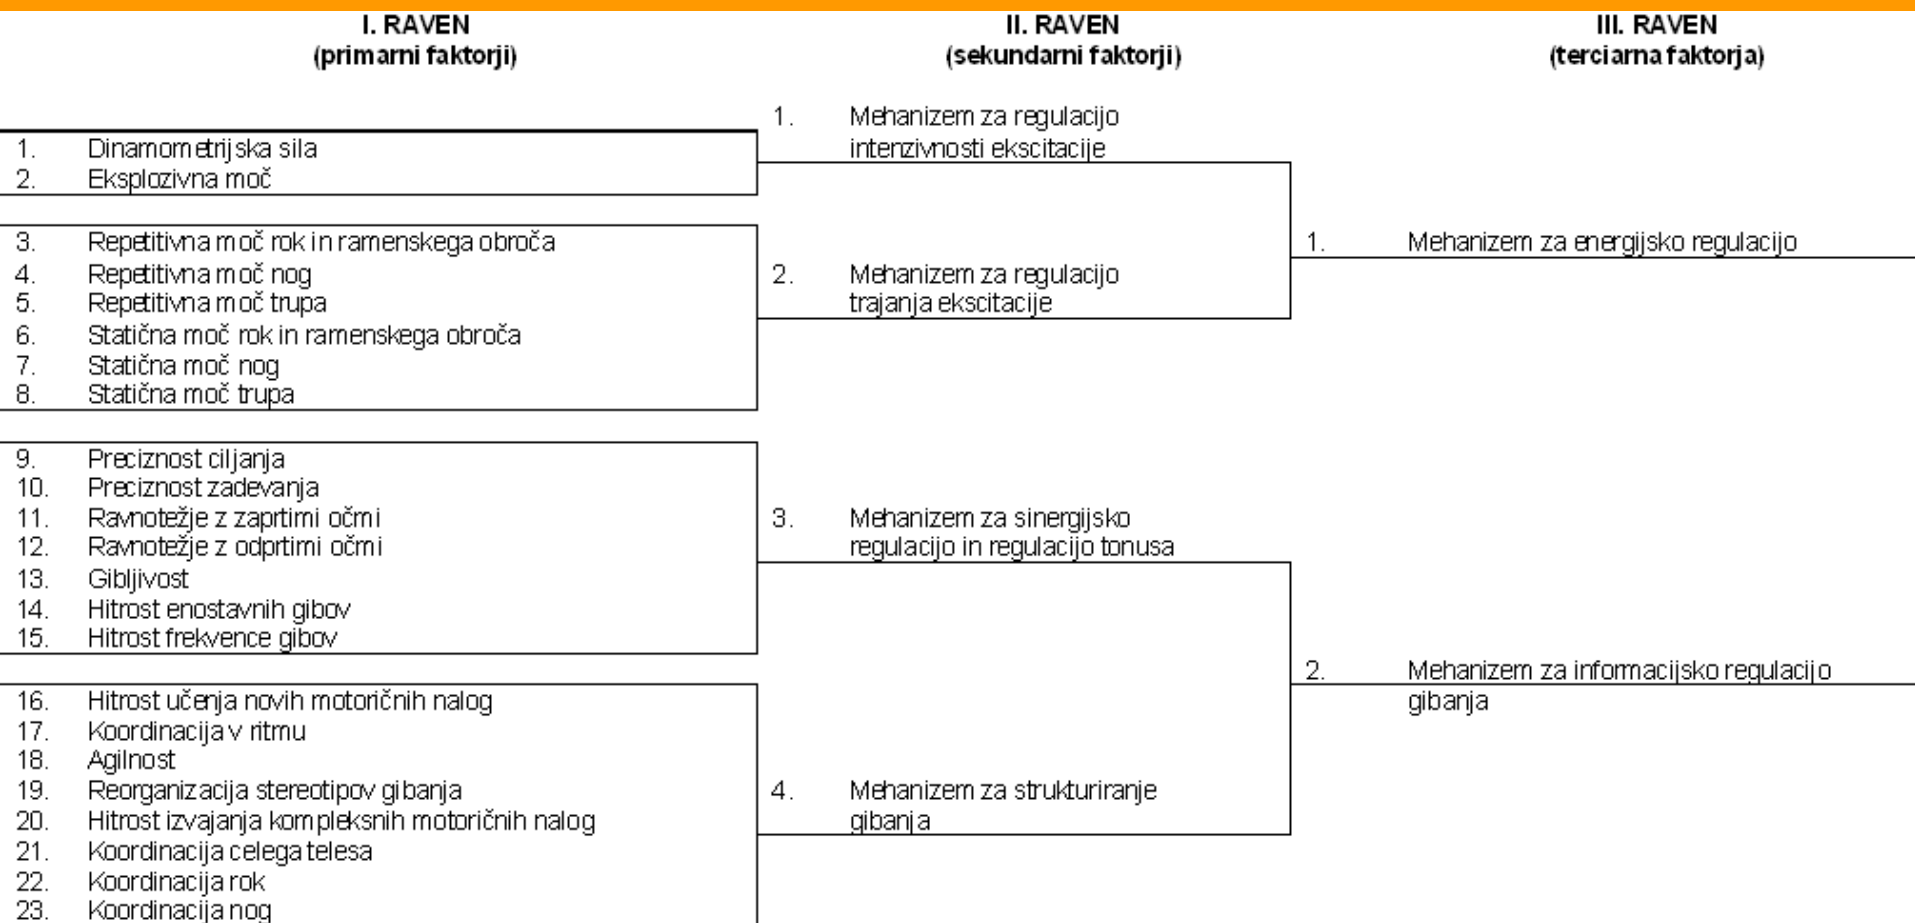 I. RAVEN
(primarni faktorji)
II. RAVEN
(sekundarni faktorji)
III. RAVEN
(terciarna faktorja)
1. Dinamometrijska sila
2. Eksplozivna moč
3. Repetitivna moč rok in ramenskega obroča
4. Repetitivna moč nog
5. Repetitivna moč trupa
6. Statična moč rok in ramenskega obroča
7. Statična moč nog
8. Statična moč trupa
9. Preciznost ciljanja
10. Preciznost zadevanja
11. Ravnotežje z zaprtimi očmi
12. Ravnotežje z odprtimi očmi
13. Gibljivost
14. Hitrost enostavnih gibov
15. Hitrost frekvence gibov
16. Hitrost učenja novih motoričnih nalog
17. Koordinacija v ritmu
18. Agilnost
19. Reorganizacija stereotipov gibanja
20. Hitrost izvajanja kompleksnih motoričnih nalog
21. Koordinacija celega telesa
22. Koordinacija rok
23. Koordinacija nog
1. Mehanizem za regulacijo
intenzivnosti ekscitacije
2. Mehanizem za regulacijo
trajanja ekscitacije
3. Mehanizem za sinergijsko
regulacijo in regulacijo tonusa
4. Mehanizem za strukturiranje
gibanja
1. Mehanizem za energijsko regulacijo
2. Mehanizem za informacijsko regulacijo
gibanja